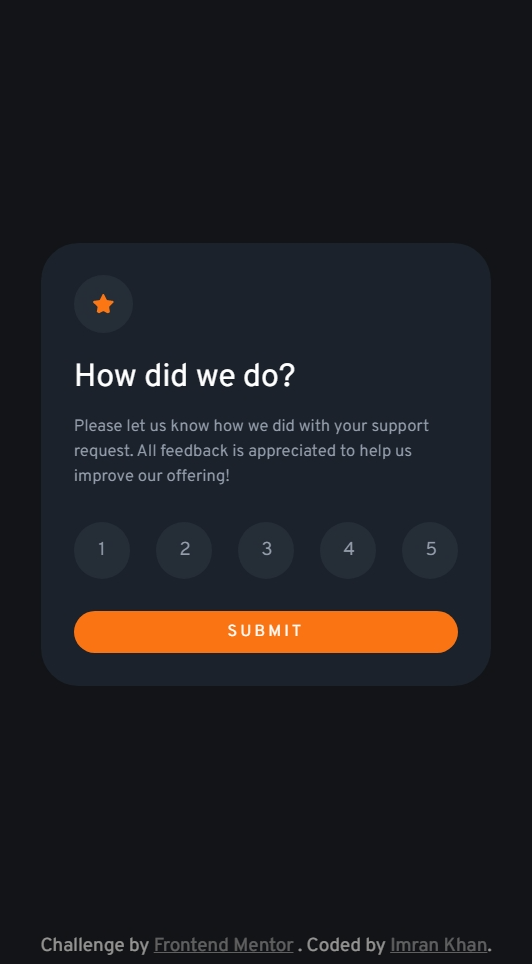 How did we do?
Please let us know how we did with your support
request. All feedback is appreciated to help us
improve our offering!
1 2 3 4 5
SUBMIT
Challenge by Frontend Mentor . Coded by Imran Khan.